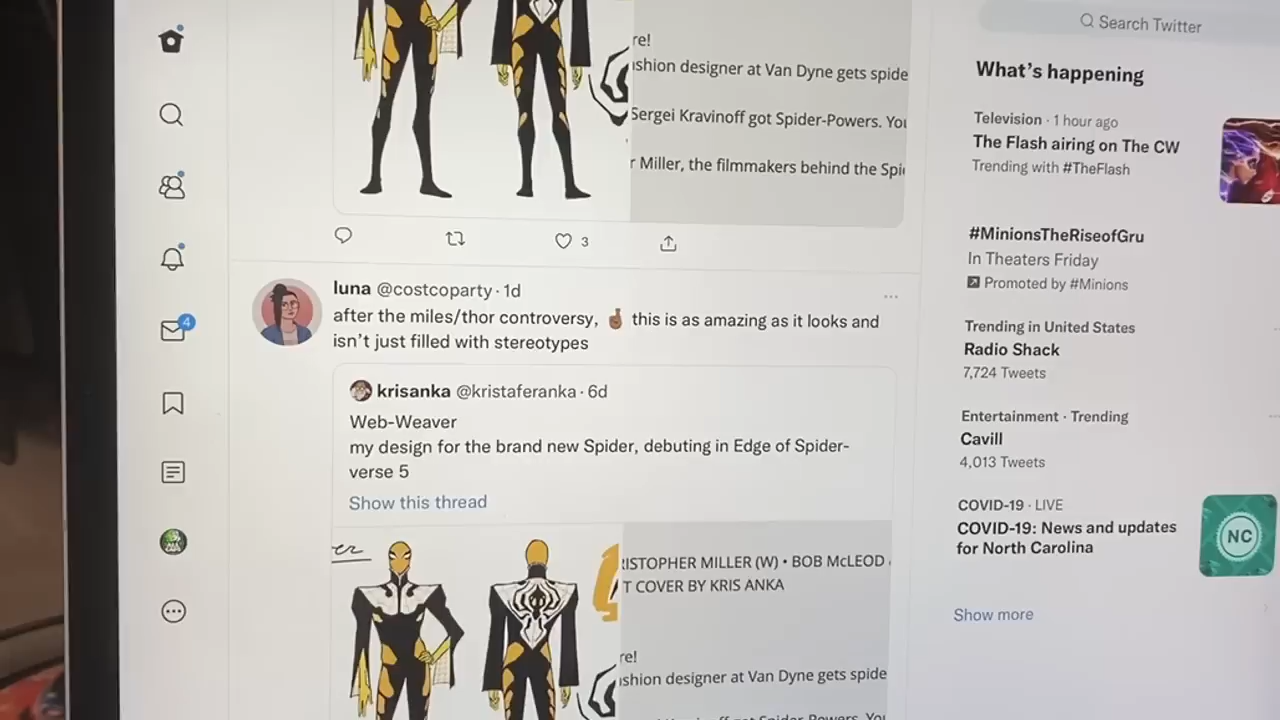 re!
shion designer at Van Dyne gets spide
Sergei Kravinoff got Spider-Powers. You
r Miller, the filmmakers behind the Spi
3
luna @costcoparty · 1d
after the miles/thor controversy, 🤞🏾 this is as amazing as it looks and
isn't just filled with stereotypes
krisanka @kristaferanka · 6d
Web-Weaver
my design for the brand new Spider, debuting in Edge of Spider-
verse 5
Show this thread
er
RISTOPHER MILLER (W) • BOB McLEOD
T COVER BY KRIS ANKA
re!
shion designer at Van Dyne gets spide
4
Search Twitter
What's happening
Television · 1 hour ago
The Flash airing on The CW
Trending with #TheFlash
#MinionsTheRiseofGru
In Theaters Friday
Promoted by #Minions
Trending in United States
Radio Shack
7,724 Tweets
Entertainment · Trending
Cavill
4,013 Tweets
COVID-19 · LIVE
COVID-19: News and updates
for North Carolina
NC
Show more